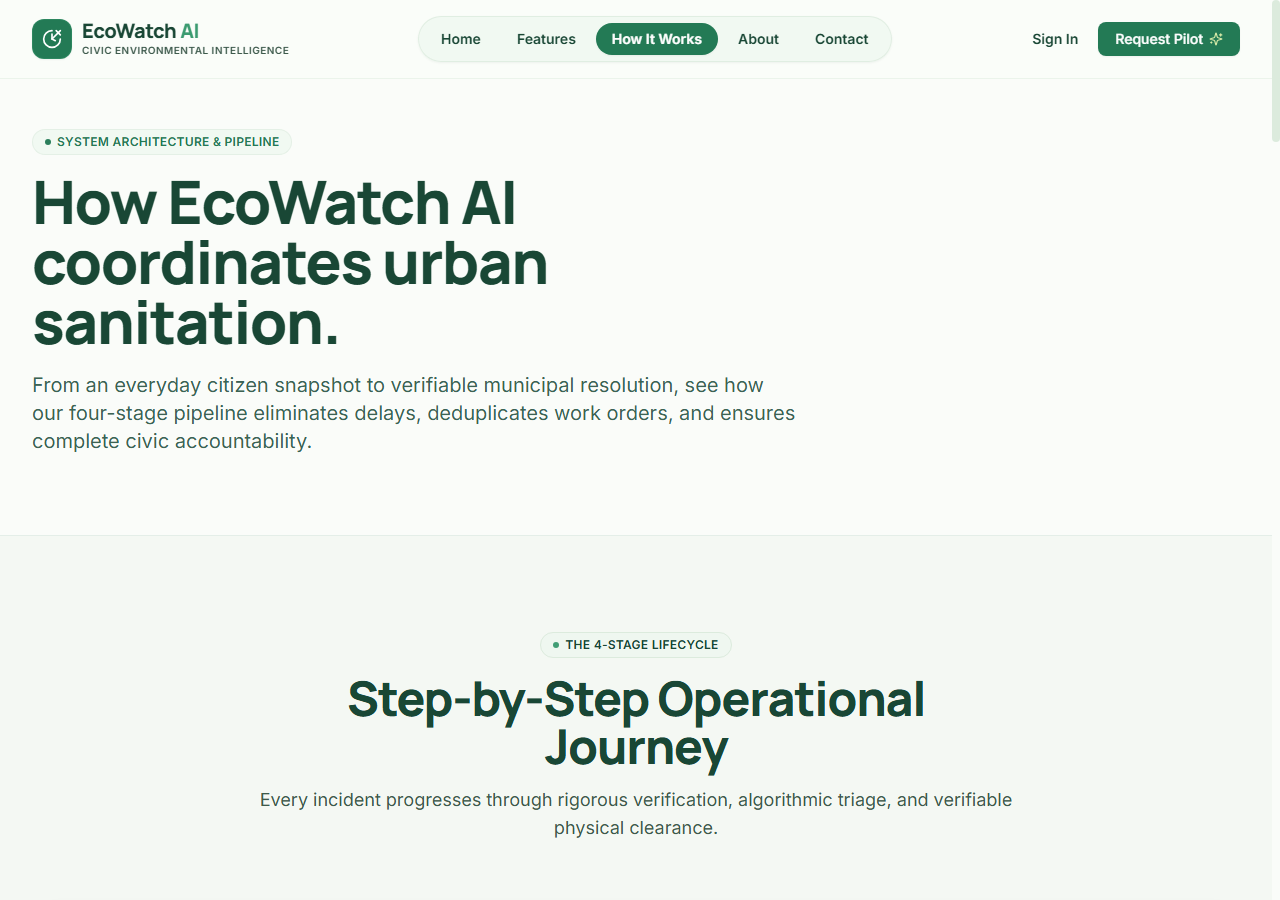 EcoWatch AI
CIVIC ENVIRONMENTAL INTELLIGENCE
Home
Features
How It Works
About
Contact
Sign In
Request Pilot
SYSTEM ARCHITECTURE & PIPELINE
How EcoWatch AI
coordinates urban
sanitation.
From an everyday citizen snapshot to verifiable municipal resolution, see how
our four-stage pipeline eliminates delays, deduplicates work orders, and ensures
complete civic accountability.
THE 4-STAGE LIFECYCLE
Step-by-Step Operational
Journey
Every incident progresses through rigorous verification, algorithmic triage, and verifiable
physical clearance.